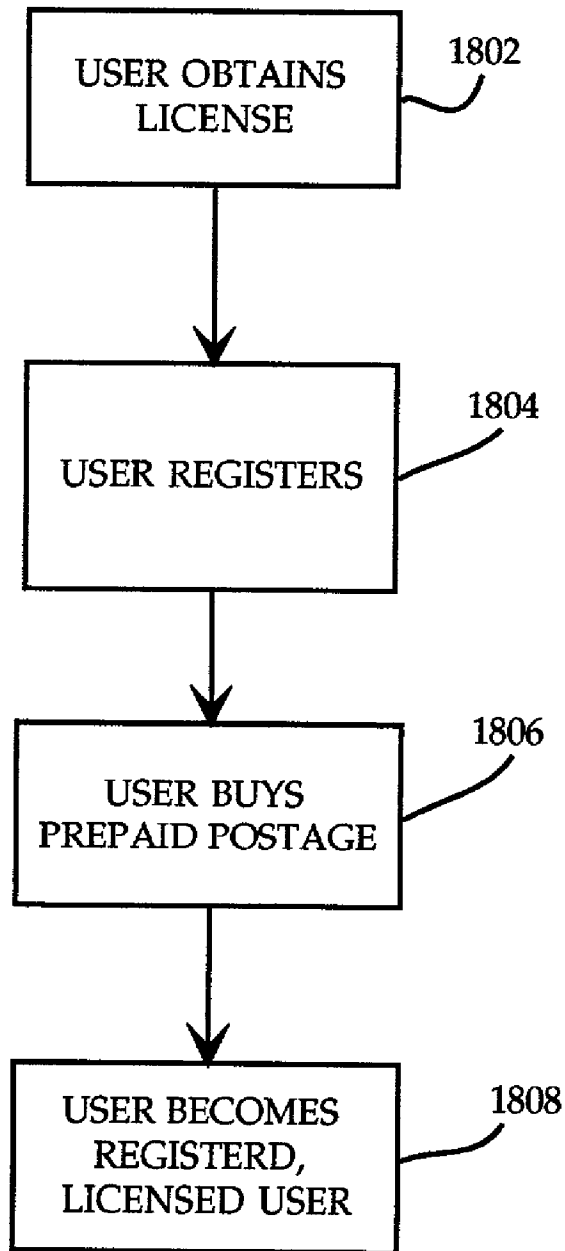 USER OBTAINS
LICENSE
1802
USER REGISTERS
1804
USER BUYS
PREPAID POSTAGE
1806
USER BECOMES
REGISTERD,
LICENSED USER
1808